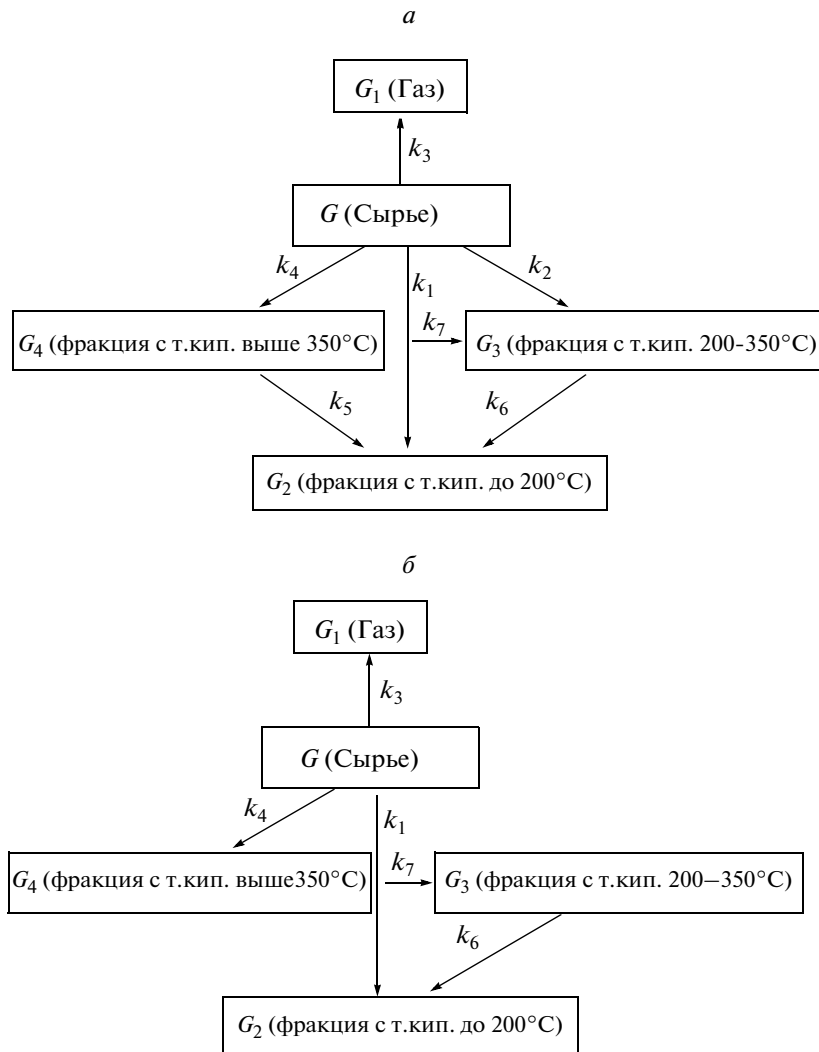 а
G₁ (Газ)
k₃
G (Сырье)
k₄
k₁
k₂
G₄ (фракция с т.кип. выше 350°С)
k₇
G₃ (фракция с т.кип. 200-350°С)
k₅
k₆
G₂ (фракция с т.кип. до 200°С)
б
G₁ (Газ)
k₃
G (Сырье)
k₄
k₁
G₄ (фракция с т.кип. выше350°С)
k₇
G₃ (фракция с т.кип. 200–350°С)
k₆
G₂ (фракция с т.кип. до 200°С)